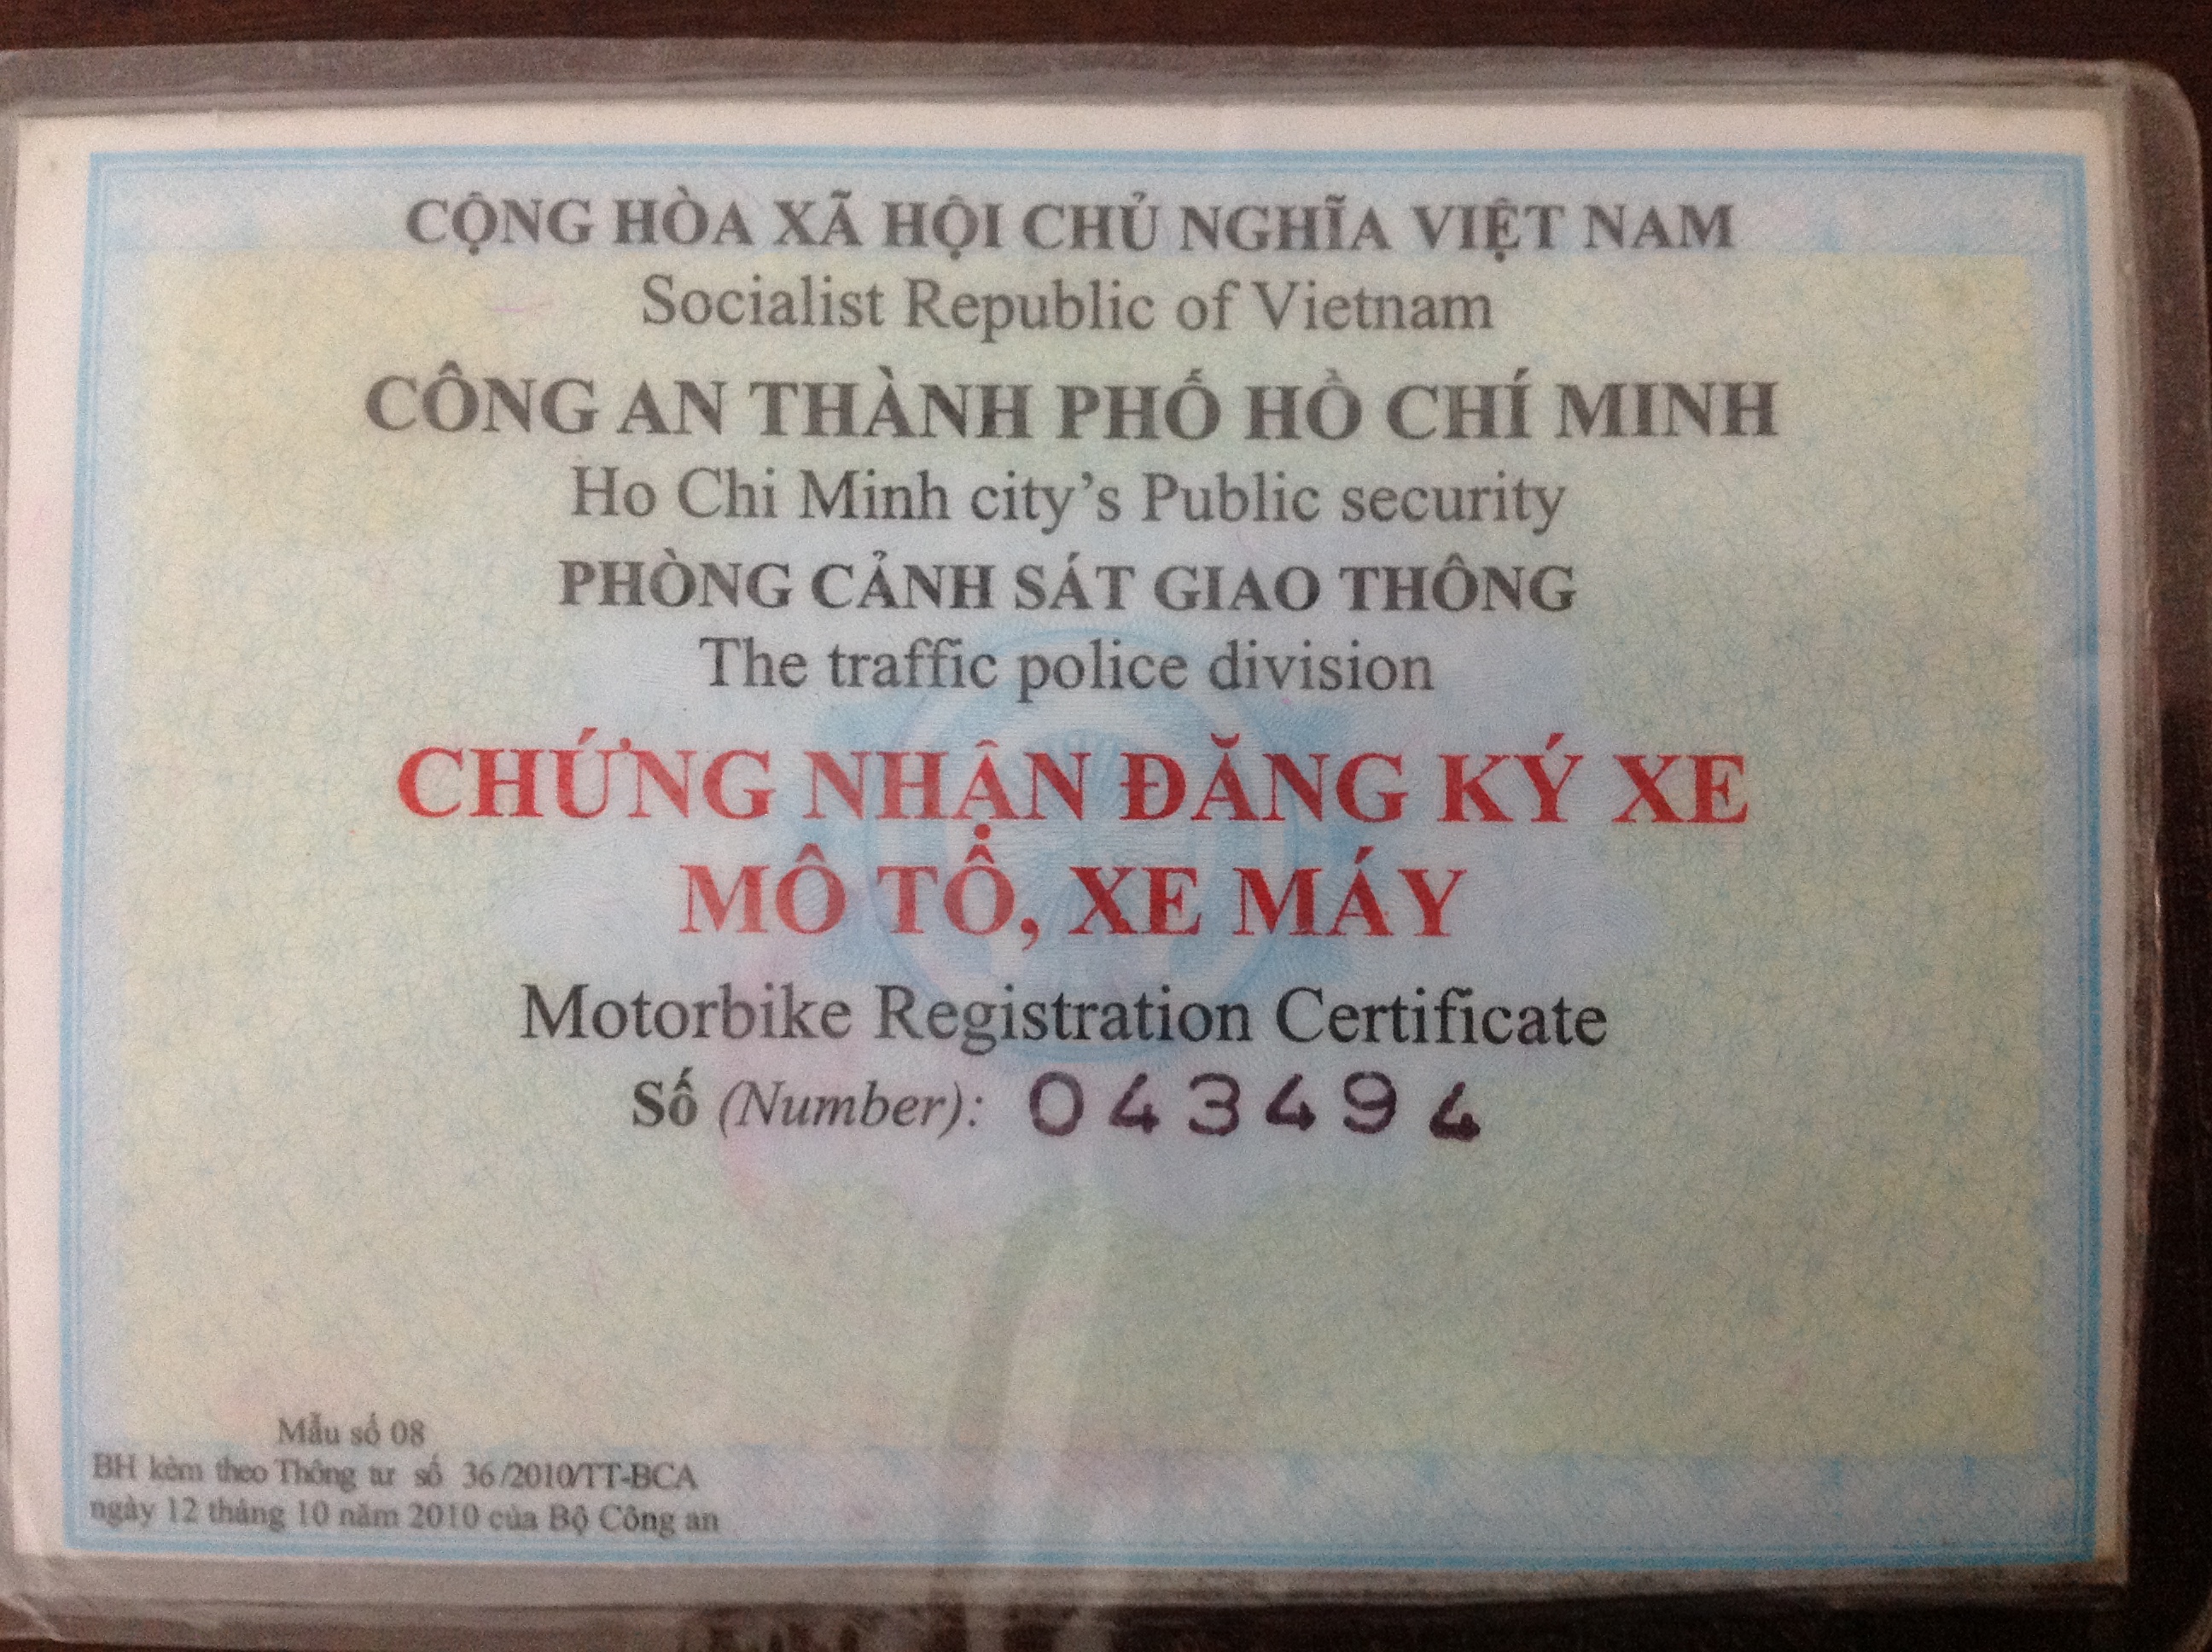 CỘNG HÒA XÃ HỘI CHỦ NGHĨA VIỆT NAM
Socialist Republic of Vietnam
CÔNG AN THÀNH PHỐ HỒ CHÍ MINH
Ho Chi Minh city's Public security
PHÒNG CẢNH SÁT GIAO THÔNG
The traffic police division
CHỨNG NHẬN ĐĂNG KÝ XE
MÔ TÔ, XE MÁY
Motorbike Registration Certificate
Số (Number): 043494
Mẫu số 08
BH kèm theo Thông tư số 36/2010/TT-BCA
ngày 12 tháng 10 năm 2010 của Bộ Công an